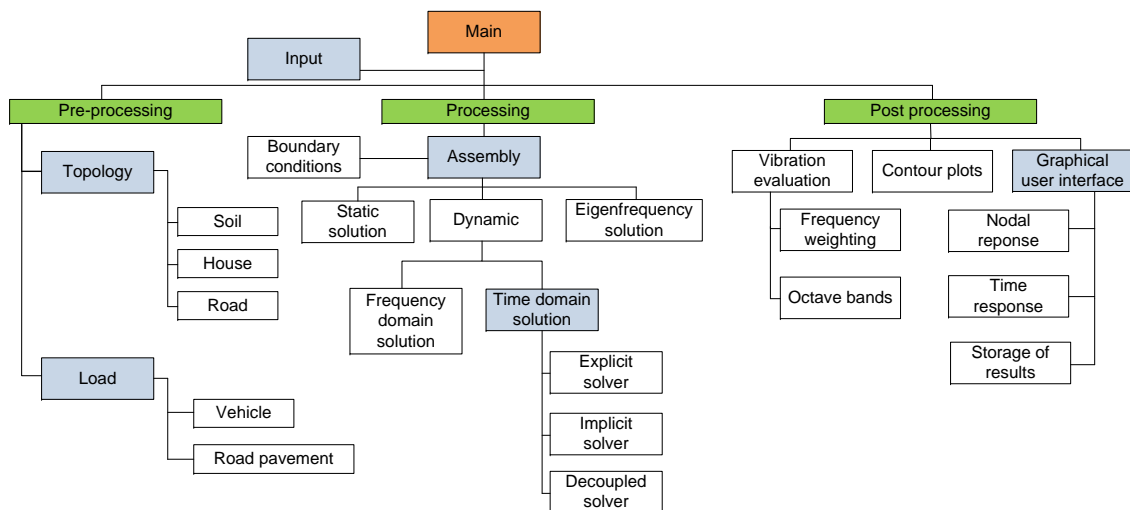 Main
Input
Pre-processing
Processing
Post processing
Boundary
conditions
Assembly
Vibration
evaluation
Contour plots
Graphical
user interface
Topology
Static
solution
Dynamic
Eigenfrequency
solution
Soil
House
Road
Frequency
weighting
Nodal
reponse
Frequency
domain
solution
Time domain
solution
Octave bands
Time
response
Storage of
results
Load
Vehicle
Road pavement
Explicit
solver
Implicit
solver
Decoupled
solver